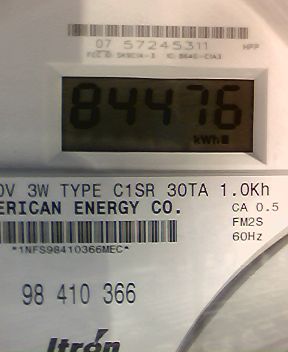 07 57245311
HPP
84476
kWh
0V 3W TYPE C1SR 30TA 1.0Kh
ERICAN ENERGY CO.
CA 0.5
FM2S
60Hz
*1NFS98410366MEC*
98 410 366
Itron